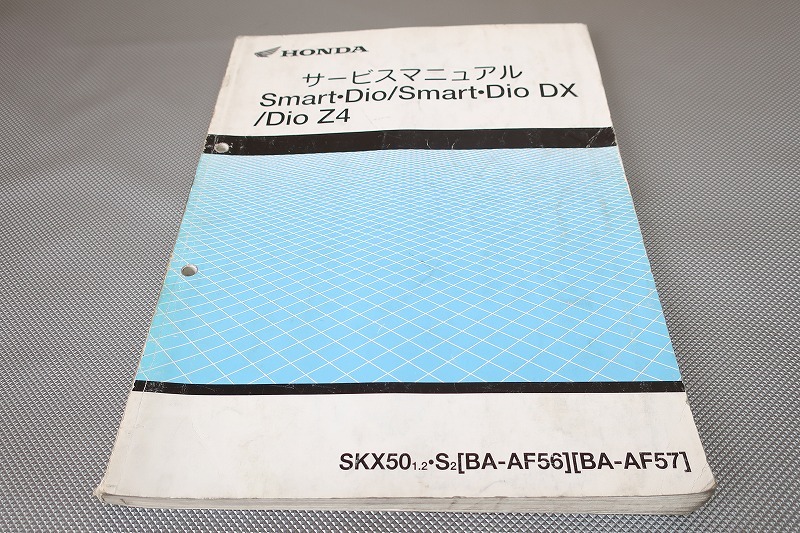 HONDA
サービスマニュアル
Smart•Dio/Smart•Dio DX
/Dio Z4
SKX501.2•S2[BA-AF56][BA-AF57]